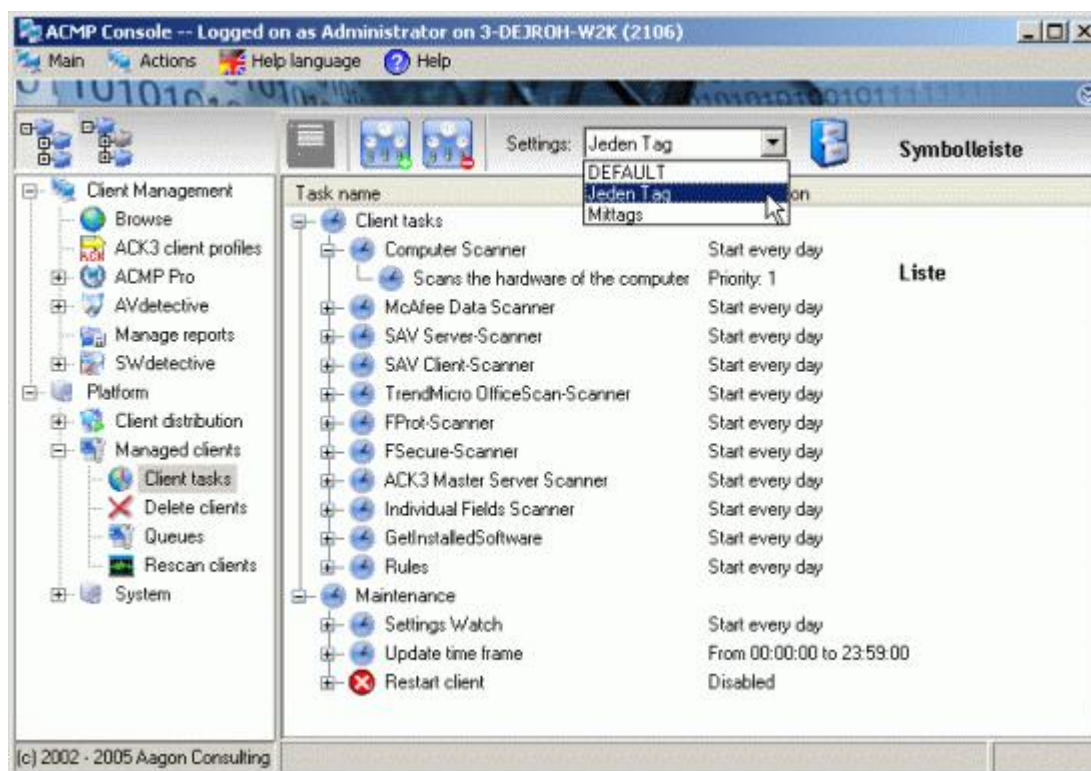 ACMP Console -- Logged on as Administrator on 3-DEJROH-W2K (2106)
Main Actions Help language Help
Settings: Jeden Tag Symbolleiste
DEFAULT
Jeden Tag
Mittags
Client Management
Browse
ACK3 client profiles
ACMP Pro
AVdetective
Manage reports
SWdetective
Platform
Client distribution
Managed clients
Client tasks
Delete clients
Queues
Rescan clients
System
Task name on
Client tasks
Computer Scanner Start every day
Scans the hardware of the computer Priority: 1 Liste
McAfee Data Scanner Start every day
SAV Server-Scanner Start every day
SAV Client-Scanner Start every day
TrendMicro OfficeScan-Scanner Start every day
FProt-Scanner Start every day
FSecure-Scanner Start every day
ACK3 Master Server Scanner Start every day
Individual Fields Scanner Start every day
GetInstalledSoftware Start every day
Rules Start every day
Maintenance
Settings Watch Start every day
Update time frame From 00:00:00 to 23:59:00
Restart client Disabled
(c) 2002 - 2005 Aagon Consulting